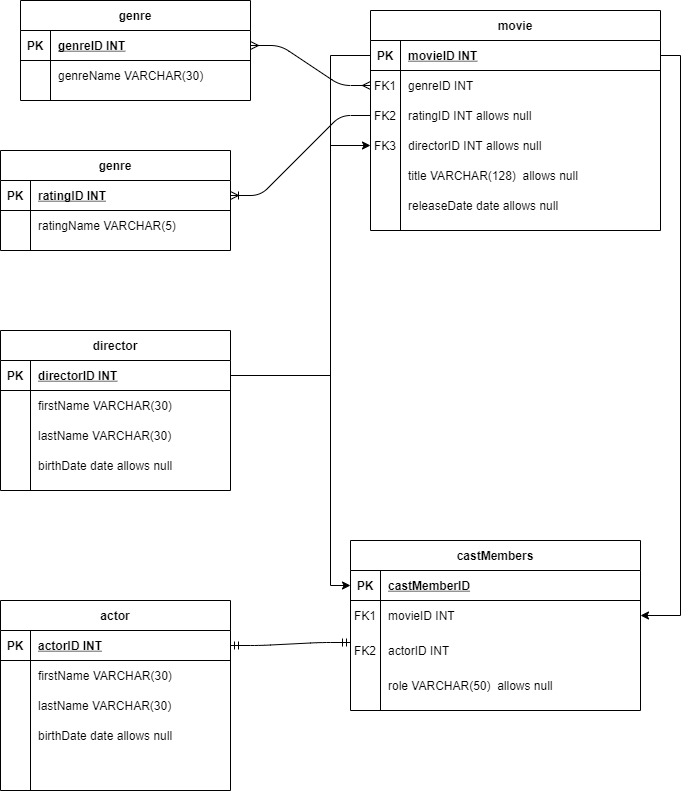 genre
PK genreID INT
genreName VARCHAR(30)
genre
PK ratingID INT
ratingName VARCHAR(5)
movie
PK movieID INT
FK1 genreID INT
FK2 ratingID INT allows null
FK3 directorID INT allows null
title VARCHAR(128) allows null
releaseDate date allows null
director
PK directorID INT
firstName VARCHAR(30)
lastName VARCHAR(30)
birthDate date allows null
castMembers
PK castMemberID
FK1 movieID INT
FK2 actorID INT
role VARCHAR(50) allows null
actor
PK actorID INT
firstName VARCHAR(30)
lastName VARCHAR(30)
birthDate date allows null